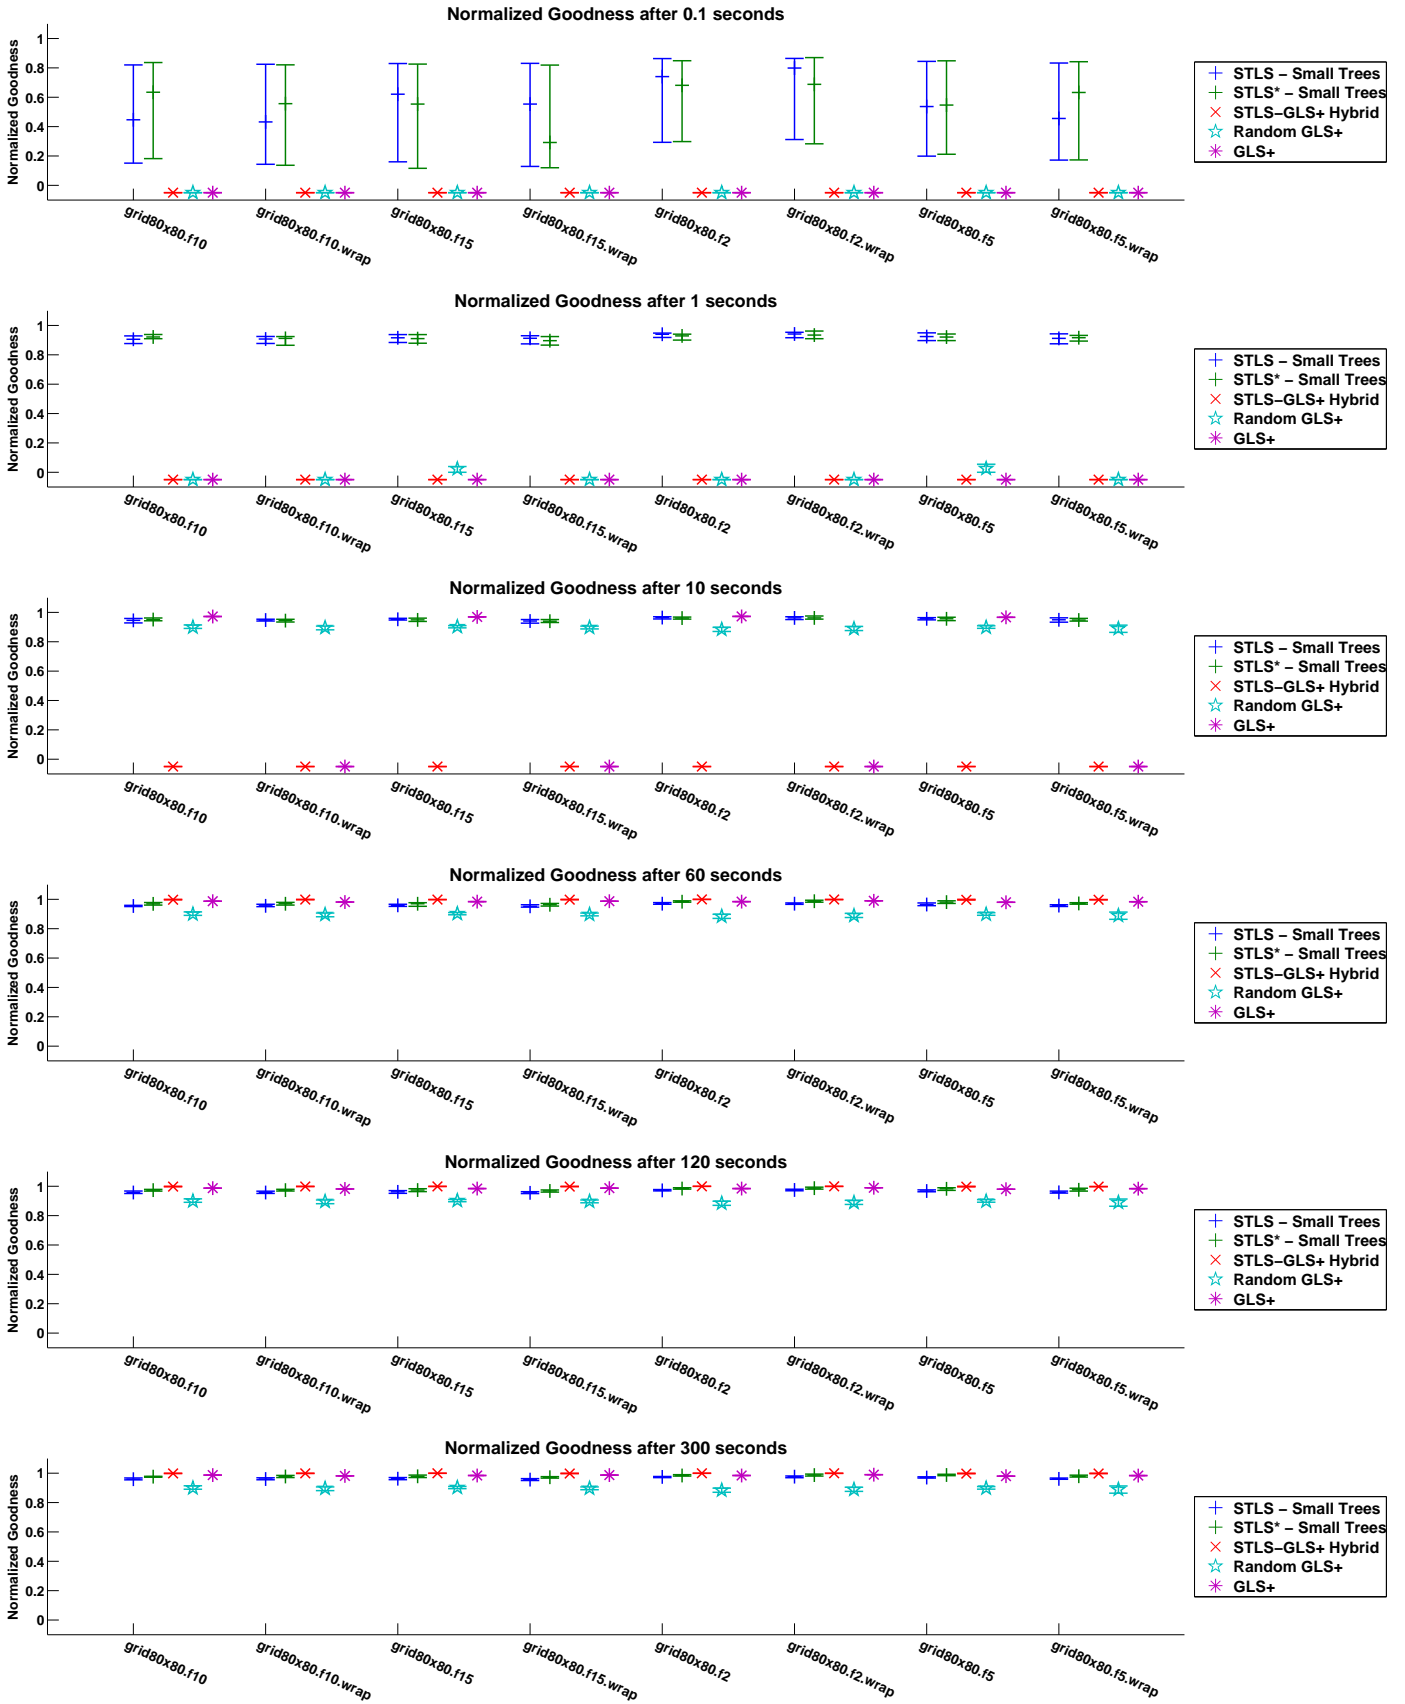 Normalized Goodness after 0.1 seconds
Normalized Goodness
1
0.8
0.6
0.4
0.2
0
grid80x80.f10
grid80x80.f10.wrap
grid80x80.f15
grid80x80.f15.wrap
grid80x80.f2
grid80x80.f2.wrap
grid80x80.f5
grid80x80.f5.wrap
STLS – Small Trees
STLS* – Small Trees
STLS–GLS+ Hybrid
Random GLS+
GLS+
Normalized Goodness after 1 seconds
Normalized Goodness
1
0.8
0.6
0.4
0.2
0
grid80x80.f10
grid80x80.f10.wrap
grid80x80.f15
grid80x80.f15.wrap
grid80x80.f2
grid80x80.f2.wrap
grid80x80.f5
grid80x80.f5.wrap
STLS – Small Trees
STLS* – Small Trees
STLS–GLS+ Hybrid
Random GLS+
GLS+
Normalized Goodness after 10 seconds
Normalized Goodness
1
0.8
0.6
0.4
0.2
0
grid80x80.f10
grid80x80.f10.wrap
grid80x80.f15
grid80x80.f15.wrap
grid80x80.f2
grid80x80.f2.wrap
grid80x80.f5
grid80x80.f5.wrap
STLS – Small Trees
STLS* – Small Trees
STLS–GLS+ Hybrid
Random GLS+
GLS+
Normalized Goodness after 60 seconds
Normalized Goodness
1
0.8
0.6
0.4
0.2
0
grid80x80.f10
grid80x80.f10.wrap
grid80x80.f15
grid80x80.f15.wrap
grid80x80.f2
grid80x80.f2.wrap
grid80x80.f5
grid80x80.f5.wrap
STLS – Small Trees
STLS* – Small Trees
STLS–GLS+ Hybrid
Random GLS+
GLS+
Normalized Goodness after 120 seconds
Normalized Goodness
1
0.8
0.6
0.4
0.2
0
grid80x80.f10
grid80x80.f10.wrap
grid80x80.f15
grid80x80.f15.wrap
grid80x80.f2
grid80x80.f2.wrap
grid80x80.f5
grid80x80.f5.wrap
STLS – Small Trees
STLS* – Small Trees
STLS–GLS+ Hybrid
Random GLS+
GLS+
Normalized Goodness after 300 seconds
Normalized Goodness
1
0.8
0.6
0.4
0.2
0
grid80x80.f10
grid80x80.f10.wrap
grid80x80.f15
grid80x80.f15.wrap
grid80x80.f2
grid80x80.f2.wrap
grid80x80.f5
grid80x80.f5.wrap
STLS – Small Trees
STLS* – Small Trees
STLS–GLS+ Hybrid
Random GLS+
GLS+